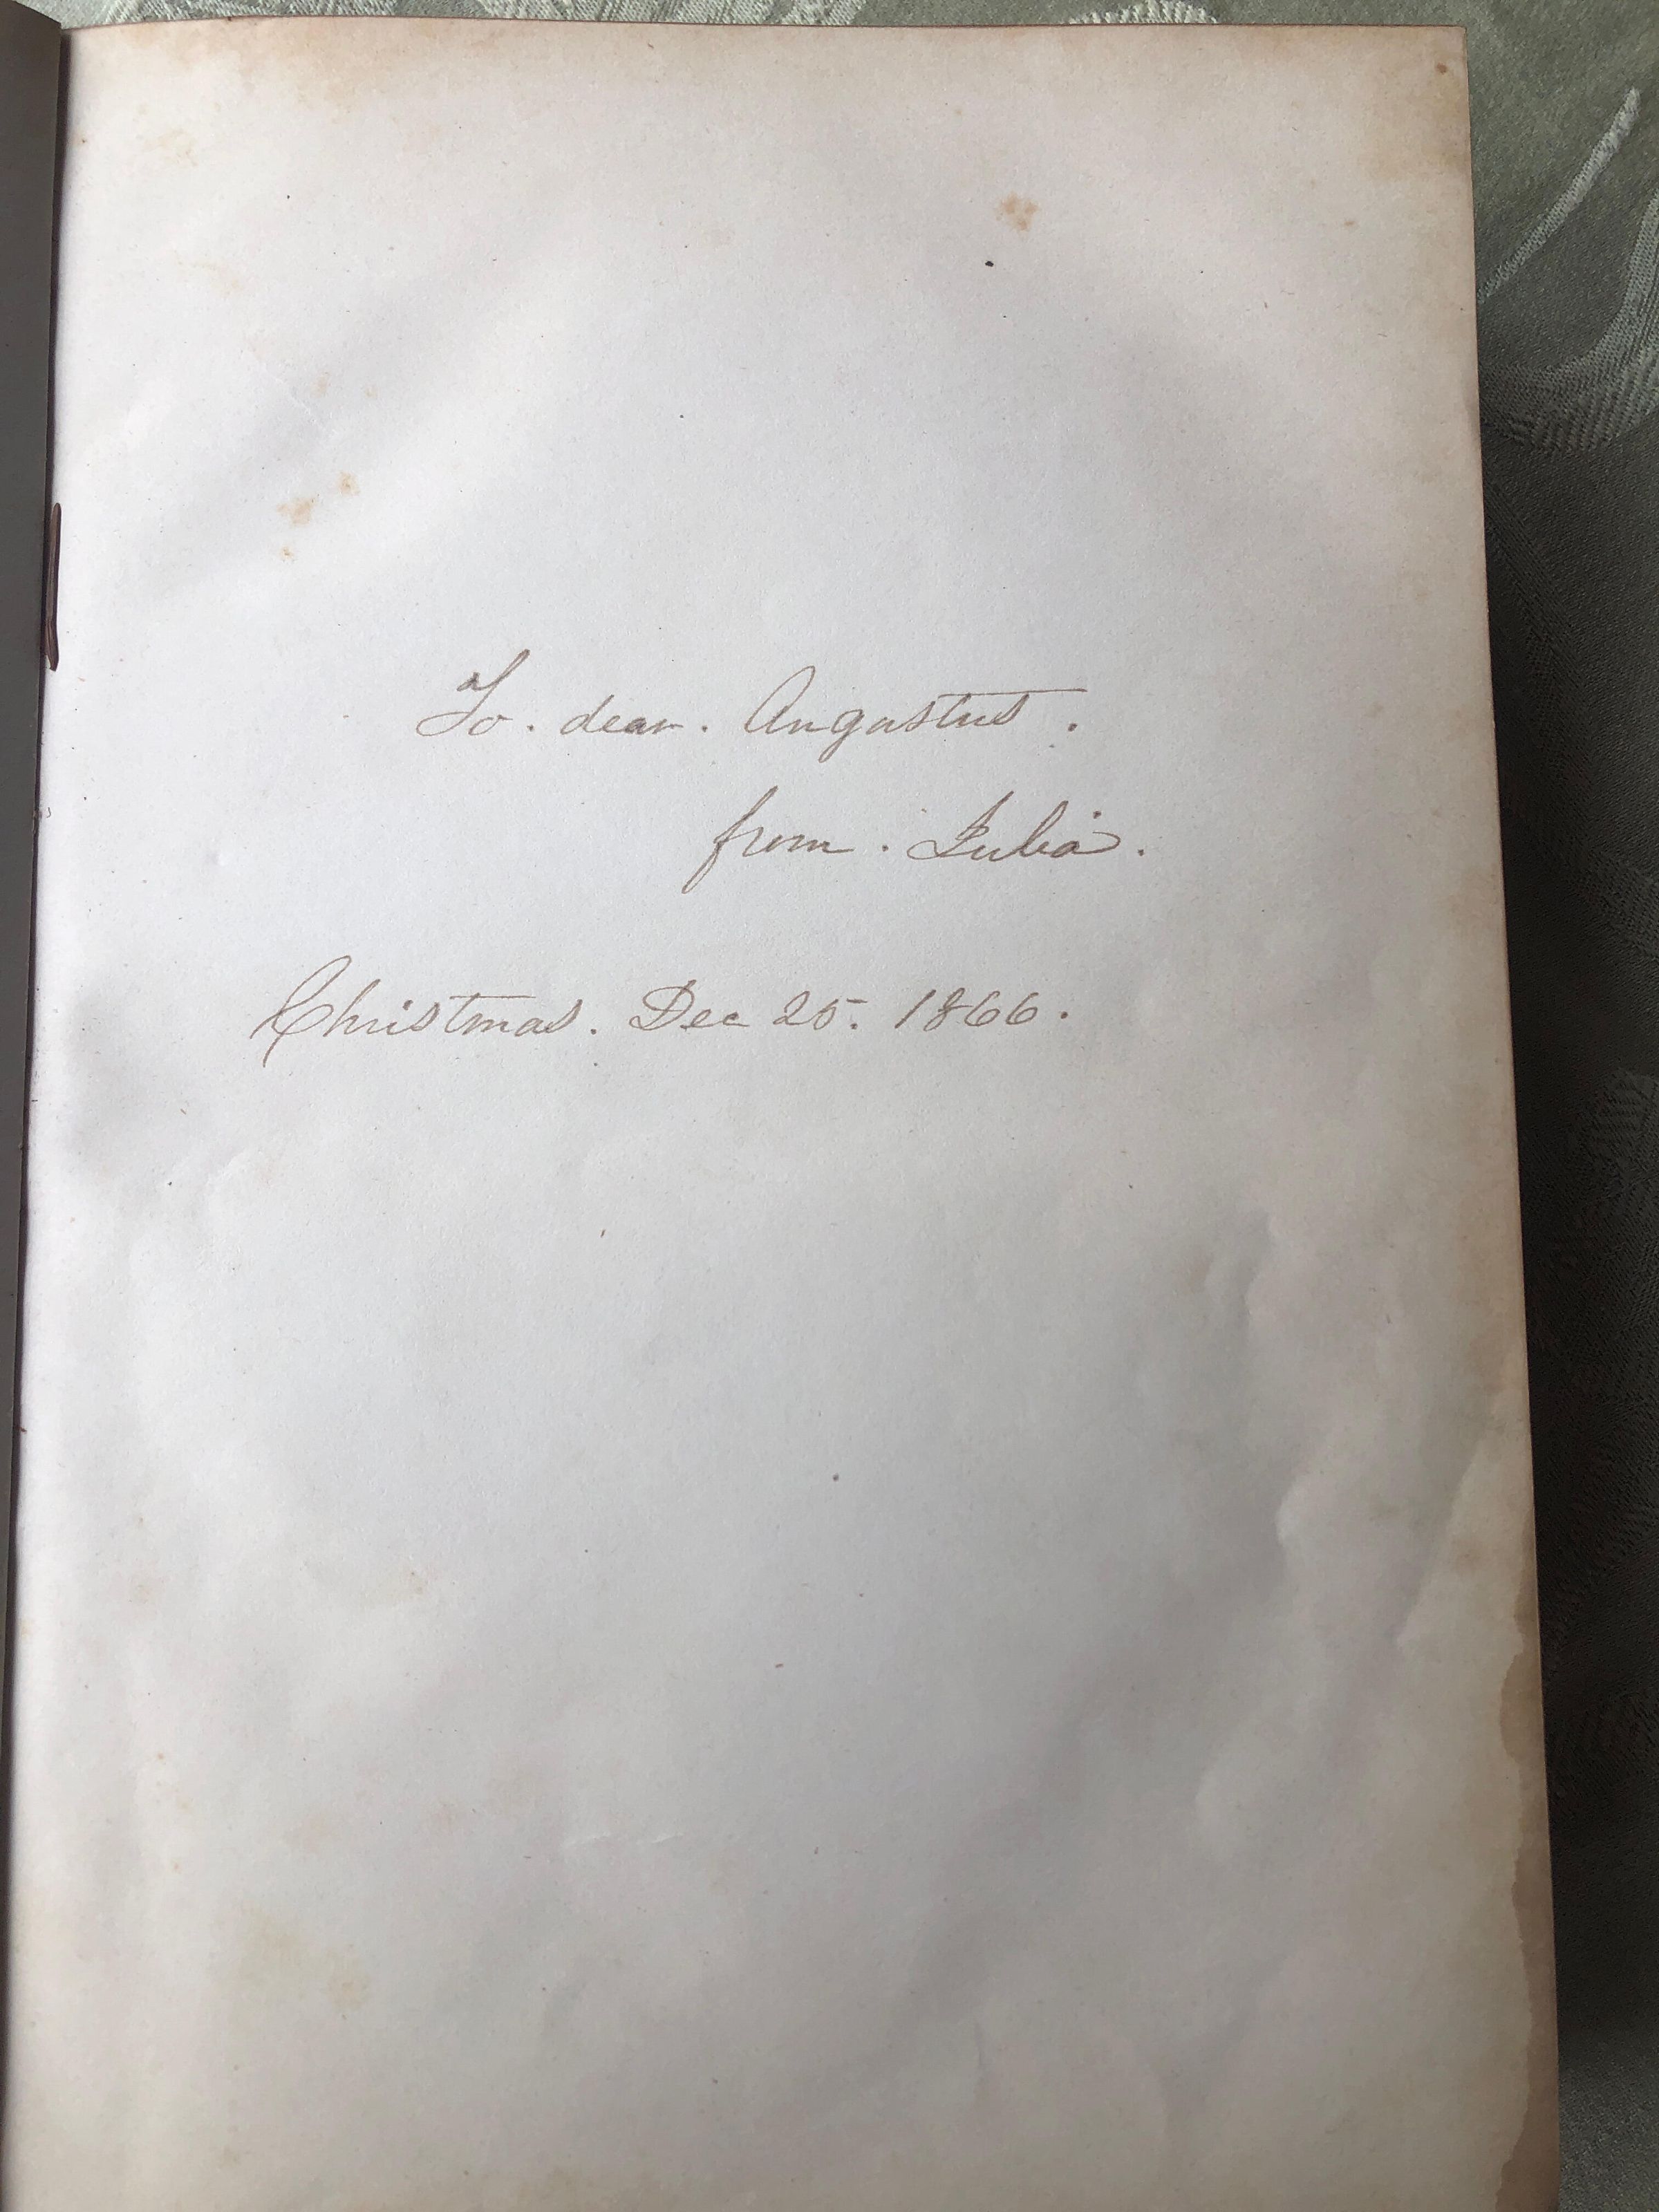 To. dear. Augustus.
from. Julia.
Christmas. Dec 25. 1866.